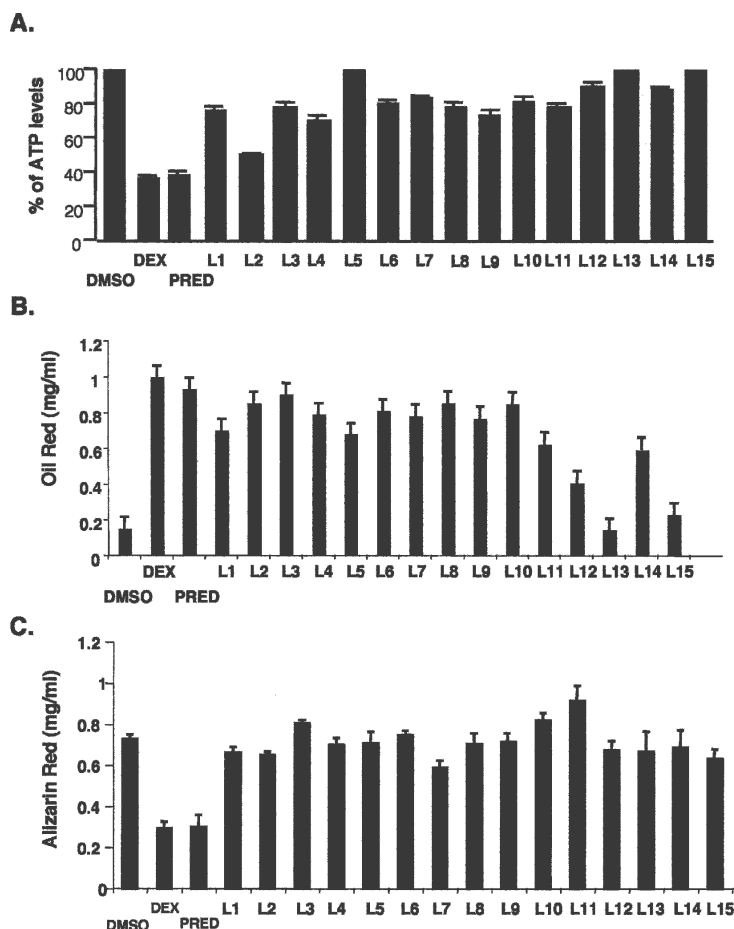 A.
% of ATP levels
100
80
60
40
20
0
DEX L1 L2 L3 L4 L5 L6 L7 L8 L9 L10 L11 L12 L13 L14 L15
DMSO PRED
B.
Oil Red (mg/ml)
1.2
1
0.8
0.6
0.4
0.2
0
DEX L1 L2 L3 L4 L5 L6 L7 L8 L9 L10 L11 L12 L13 L14 L15
DMSO PRED
C.
Alizarin Red (mg/ml)
1.2
1
0.8
0.6
0.4
0.2
0
DEX L1 L2 L3 L4 L5 L6 L7 L8 L9 L10 L11 L12 L13 L14 L15
DMSO PRED